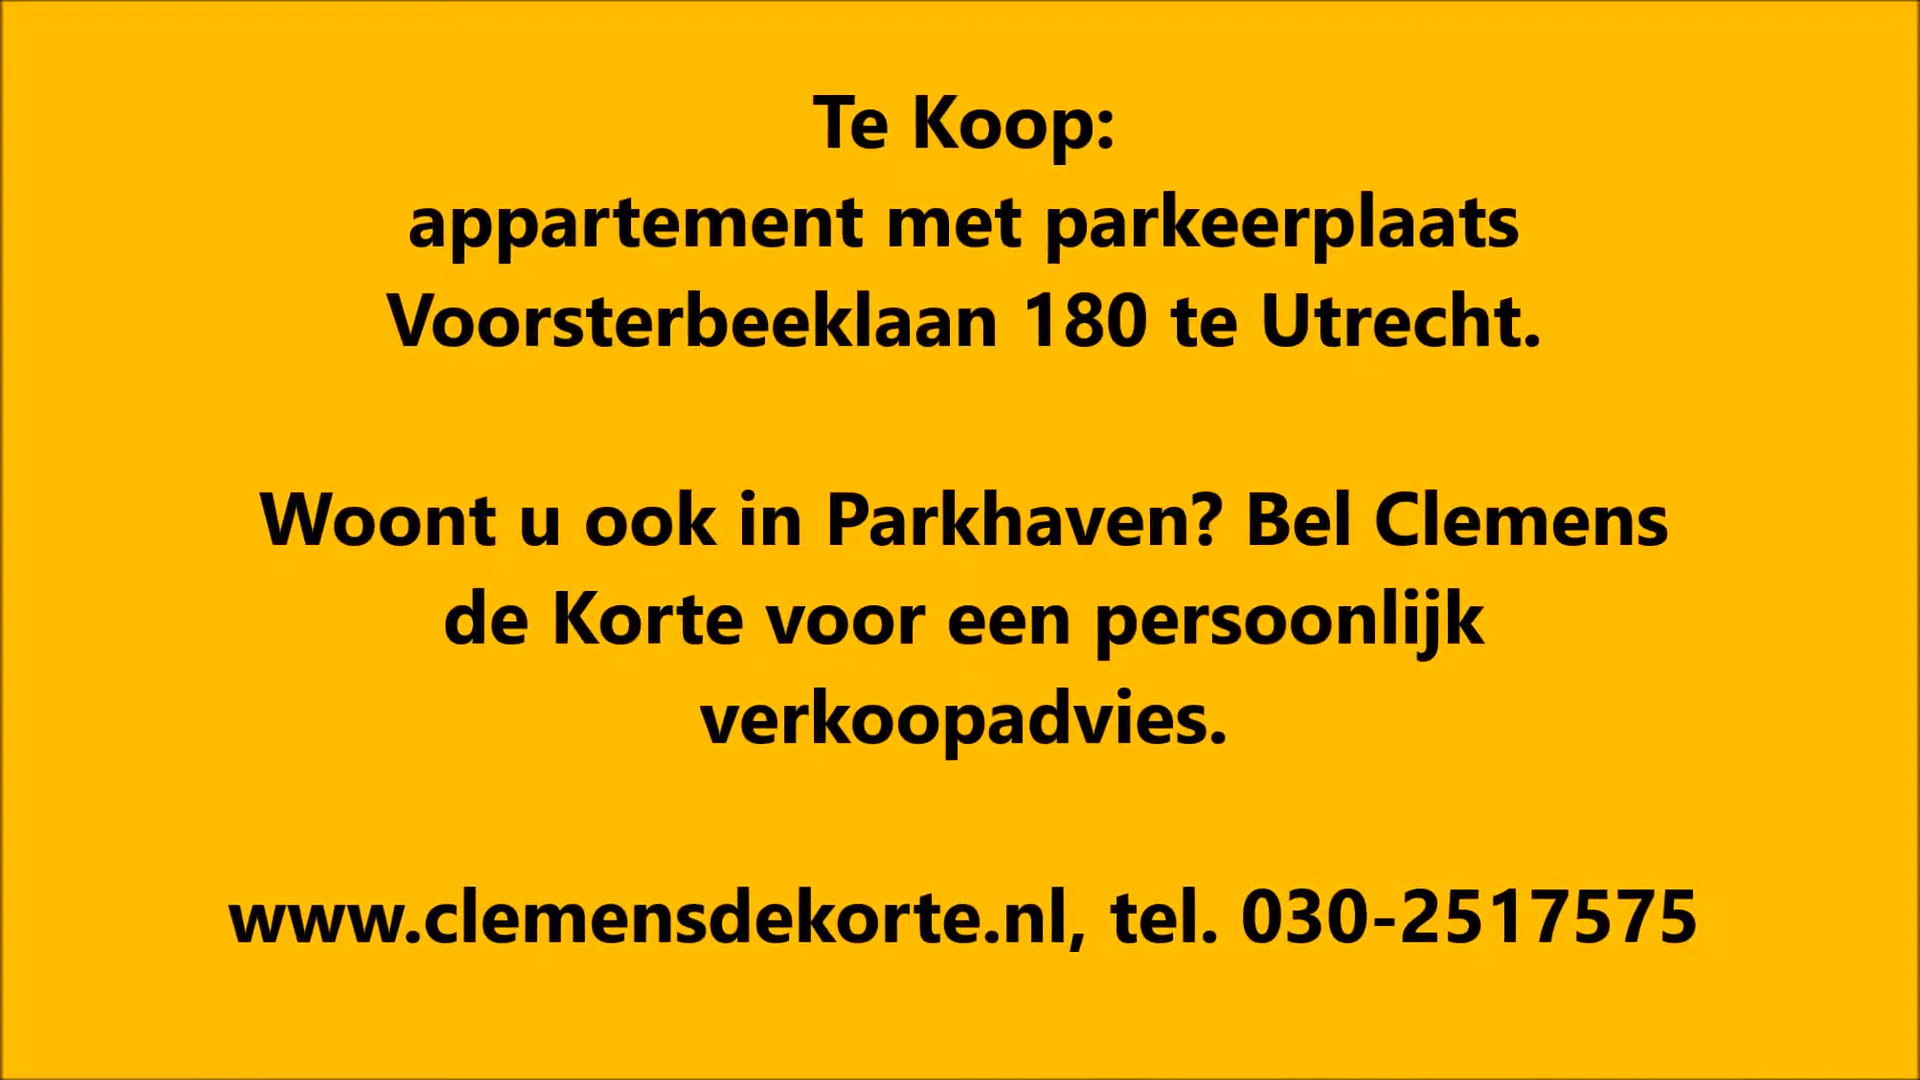 Te Koop:
appartement met parkeerplaats
Voorsterbeeklaan 180 te Utrecht.
Woont u ook in Parkhaven? Bel Clemens
de Korte voor een persoonlijk
verkoopadvies.
www.clemensdekorte.nl, tel. 030-2517575